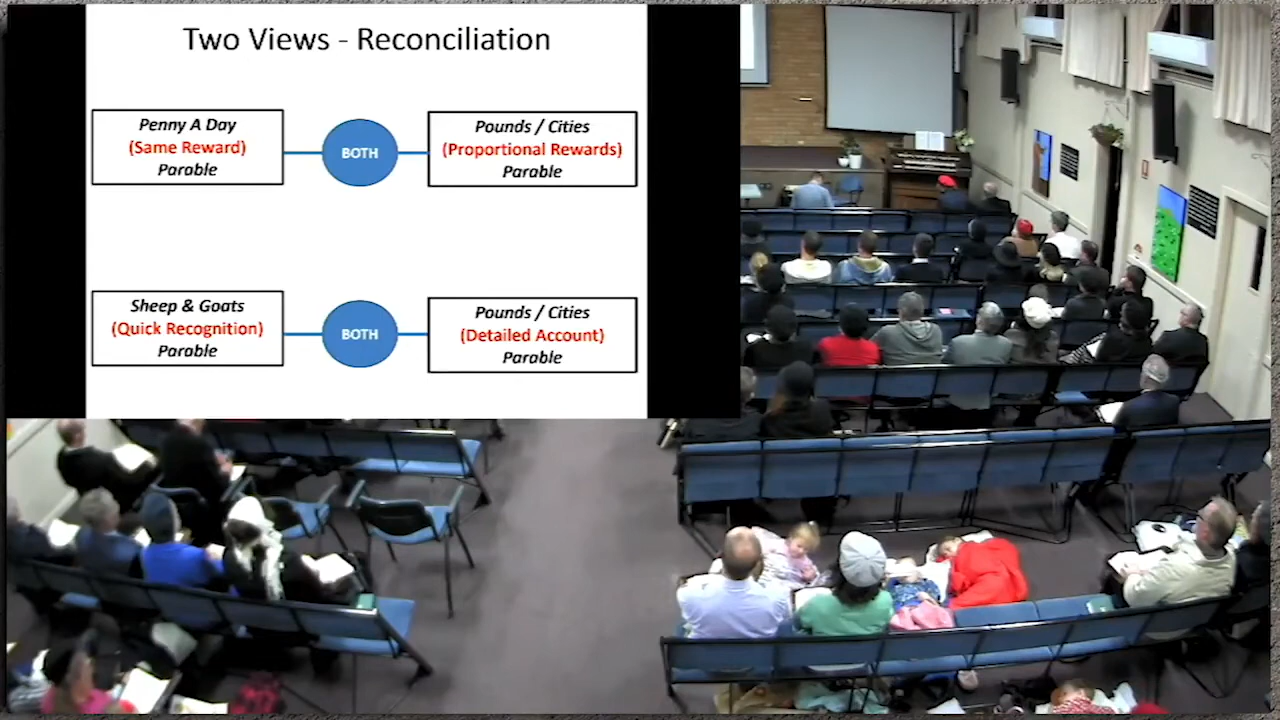 Two Views - Reconciliation
Penny A Day
(Same Reward)
Parable
BOTH
Pounds / Cities
(Proportional Rewards)
Parable
Sheep & Goats
(Quick Recognition)
Parable
BOTH
Pounds / Cities
(Detailed Account)
Parable